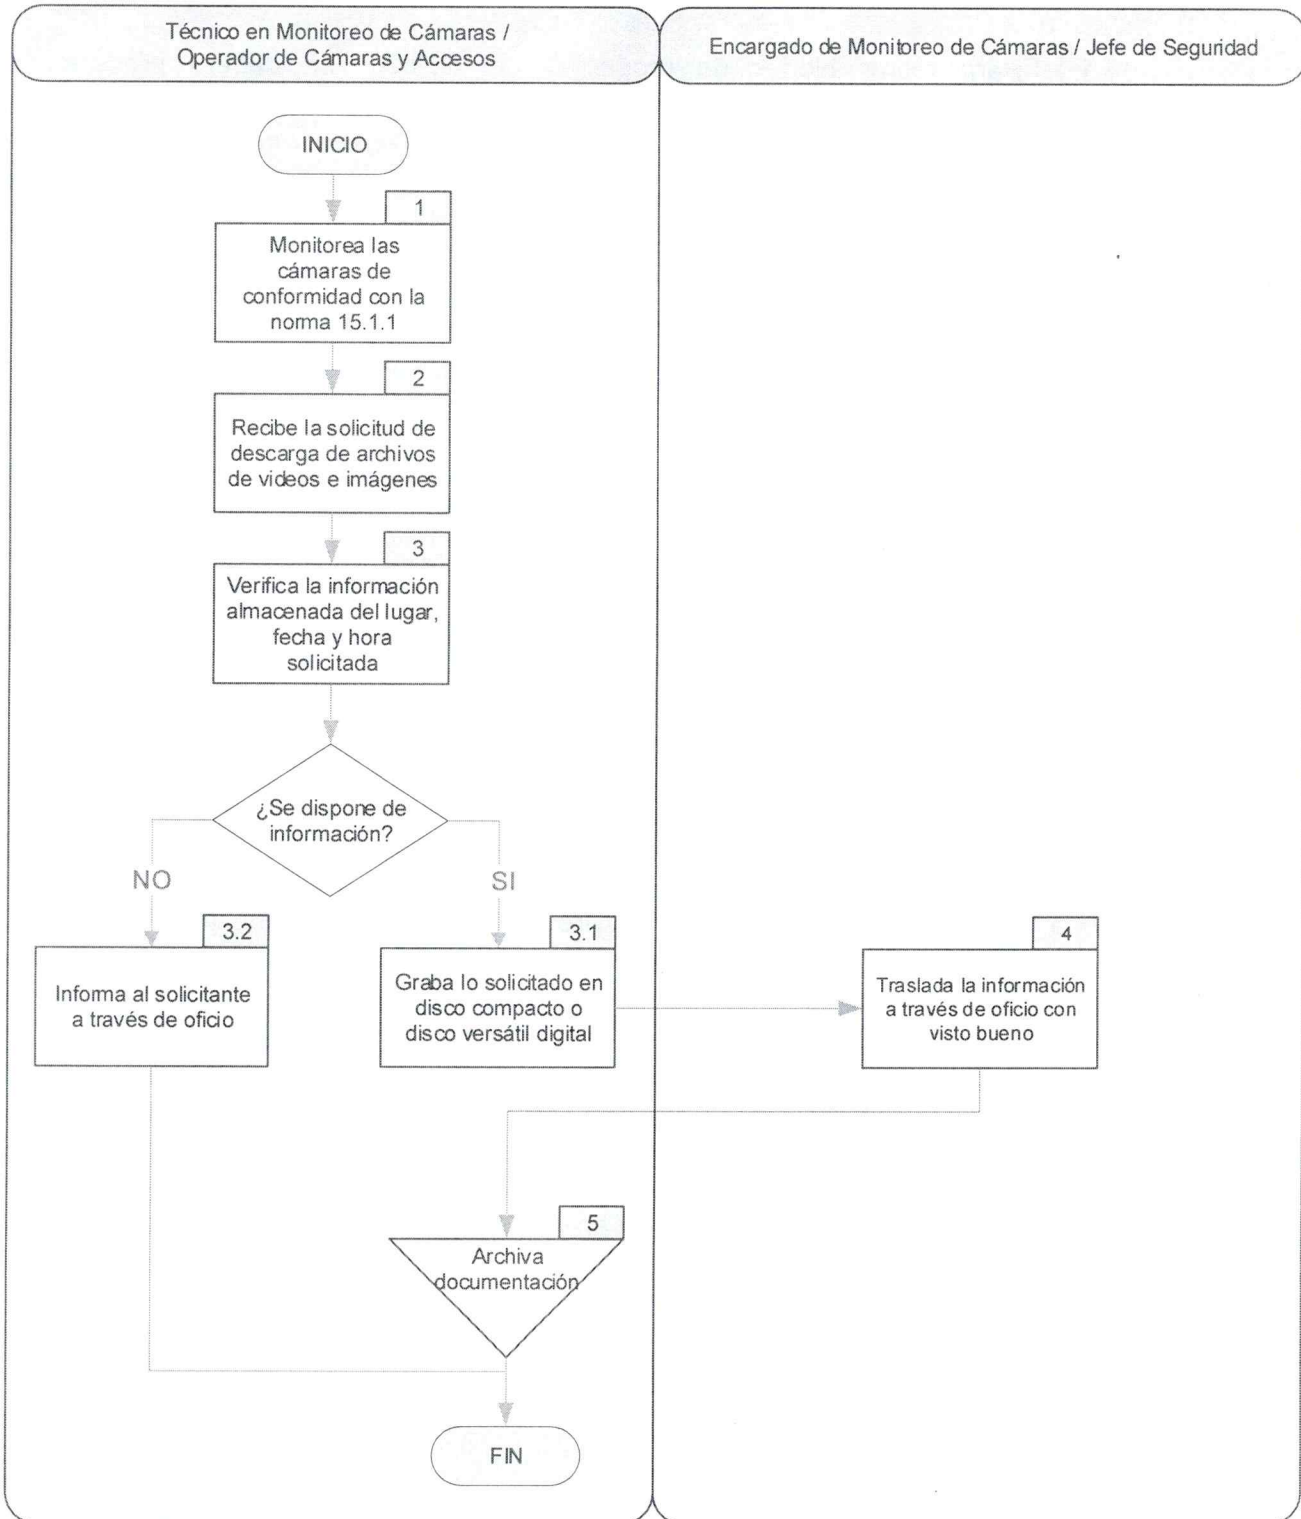 Técnico en Monitoreo de Cámaras /
Operador de Cámaras y Accesos
Encargado de Monitoreo de Cámaras / Jefe de Seguridad
INICIO
1
Monitorea las
cámaras de
conformidad con la
norma 15.1.1
2
Recibe la solicitud de
descarga de archivos
de videos e imágenes
3
Verifica la información
almacenada del lugar,
fecha y hora
solicitada
¿Se dispone de
información?
NO
SI
3.2
Informa al solicitante
a través de oficio
3.1
Graba lo solicitado en
disco compacto o
disco versátil digital
4
Traslada la información
a través de oficio con
visto bueno
5
Archiva
documentación
FIN